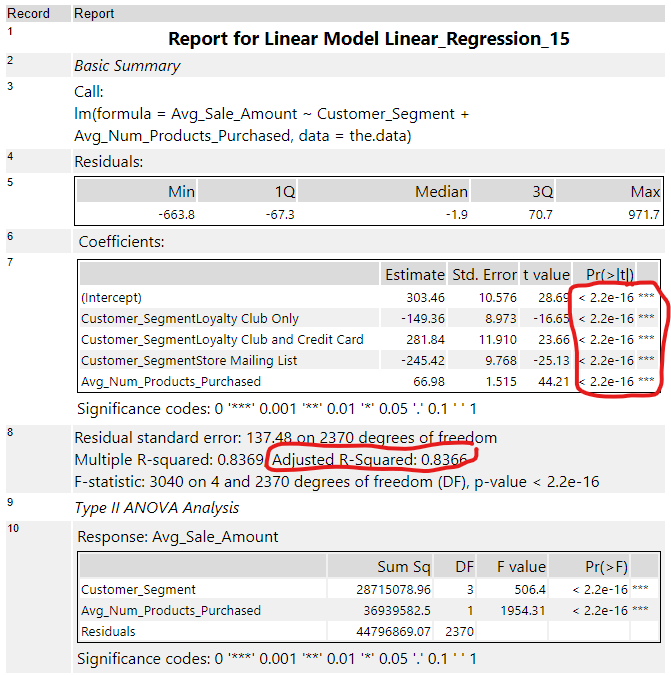 Record Report
1 Report for Linear Model Linear_Regression_15
2 Basic Summary
3 Call:
lm(formula = Avg_Sale_Amount ~ Customer_Segment +
Avg_Num_Products_Purchased, data = the.data)
4 Residuals:
5 Min 1Q Median 3Q Max
-663.8 -67.3 -1.9 70.7 971.7
6 Coefficients:
7 Estimate Std. Error t value Pr(>|t|)
(Intercept) 303.46 10.576 28.69 < 2.2e-16 ***
Customer_SegmentLoyalty Club Only -149.36 8.973 -16.65 < 2.2e-16 ***
Customer_SegmentLoyalty Club and Credit Card 281.84 11.910 23.66 < 2.2e-16 ***
Customer_SegmentStore Mailing List -245.42 9.768 -25.13 < 2.2e-16 ***
Avg_Num_Products_Purchased 66.98 1.515 44.21 < 2.2e-16 ***
Significance codes: 0 '***' 0.001 '**' 0.01 '*' 0.05 '.' 0.1 ' ' 1
8 Residual standard error: 137.48 on 2370 degrees of freedom
Multiple R-squared: 0.8369, Adjusted R-Squared: 0.8366
F-statistic: 3040 on 4 and 2370 degrees of freedom (DF), p-value < 2.2e-16
9 Type II ANOVA Analysis
10 Response: Avg_Sale_Amount
Sum Sq DF F value Pr(>F)
Customer_Segment 28715078.96 3 506.4 < 2.2e-16 ***
Avg_Num_Products_Purchased 36939582.5 1 1954.31 < 2.2e-16 ***
Residuals 44796869.07 2370
Significance codes: 0 '***' 0.001 '**' 0.01 '*' 0.05 '.' 0.1 ' ' 1